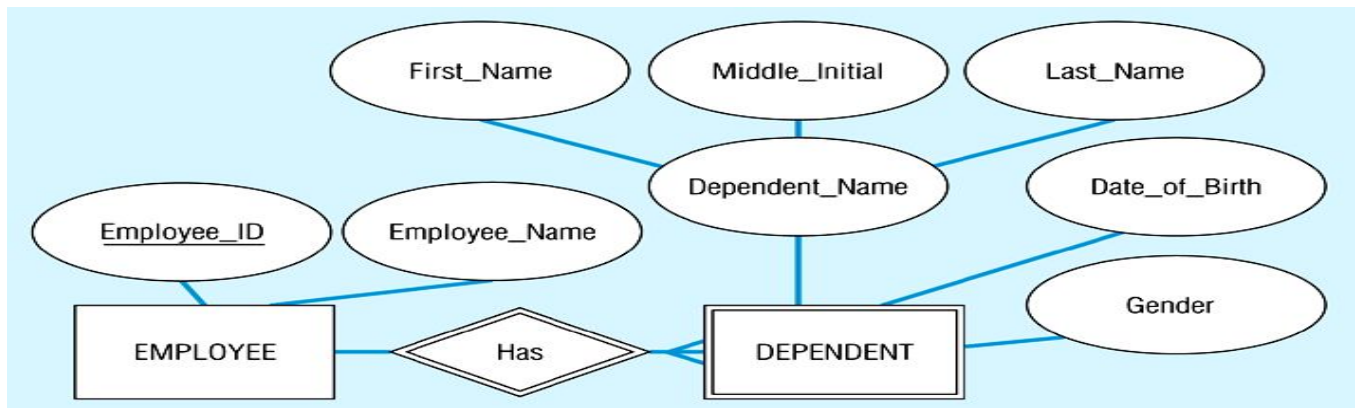 First_Name
Middle_Initial
Last_Name
Dependent_Name
Date_of_Birth
Employee_ID
Employee_Name
Gender
EMPLOYEE
Has
DEPENDENT